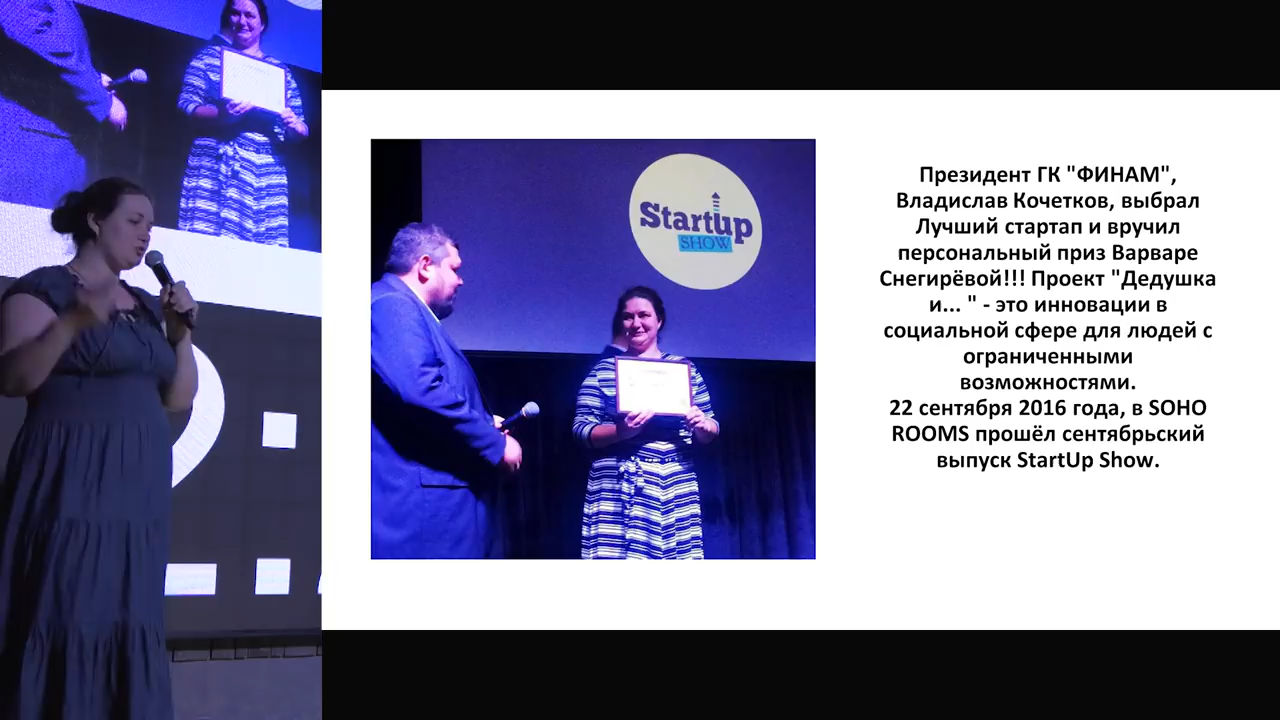 StartUp
SHOW
Президент ГК "ФИНАМ",
Владислав Кочетков, выбрал
Лучший стартап и вручил
персональный приз Варваре
Снегирёвой!!! Проект "Дедушка
и... " - это инновации в
социальной сфере для людей с
ограниченными
возможностями.
22 сентября 2016 года, в SOHO
ROOMS прошёл сентябрьский
выпуск StartUp Show.